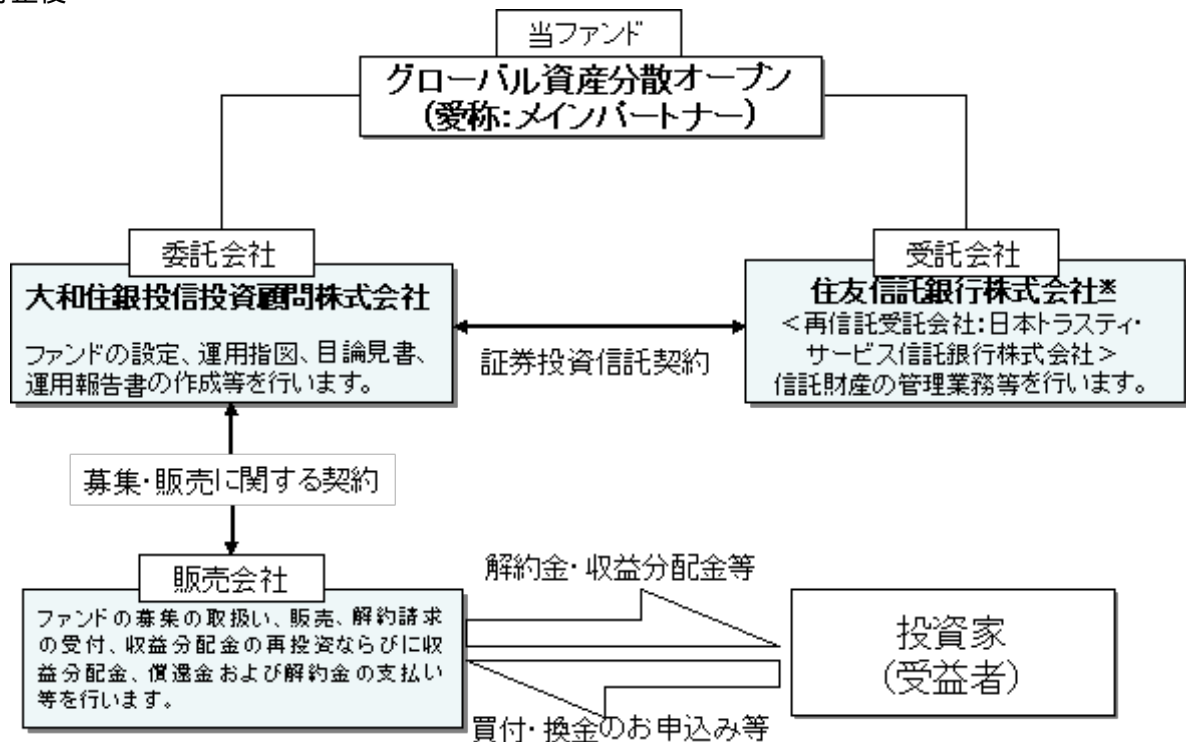 当ファンド
グローバル資産分散オープン
(愛称:メインパートナー)
委託会社
大和住銀投信投資顧問株式会社
ファンドの設定、運用指図、目論見書、
運用報告書の作成等を行います。
証券投資信託契約
受託会社
住友信託銀行株式会社※
<再信託受託会社:日本トラスティ・
サービス信託銀行株式会社>
信託財産の管理業務等を行います。
募集・販売に関する契約
販売会社
ファンドの募集の取扱い、販売、解約請求
の受付、収益分配金の再投資ならびに収
益分配金、償還金および解約金の支払い
等を行います。
解約金・収益分配金等
買付・換金のお申込み等
投資家
(受益者)